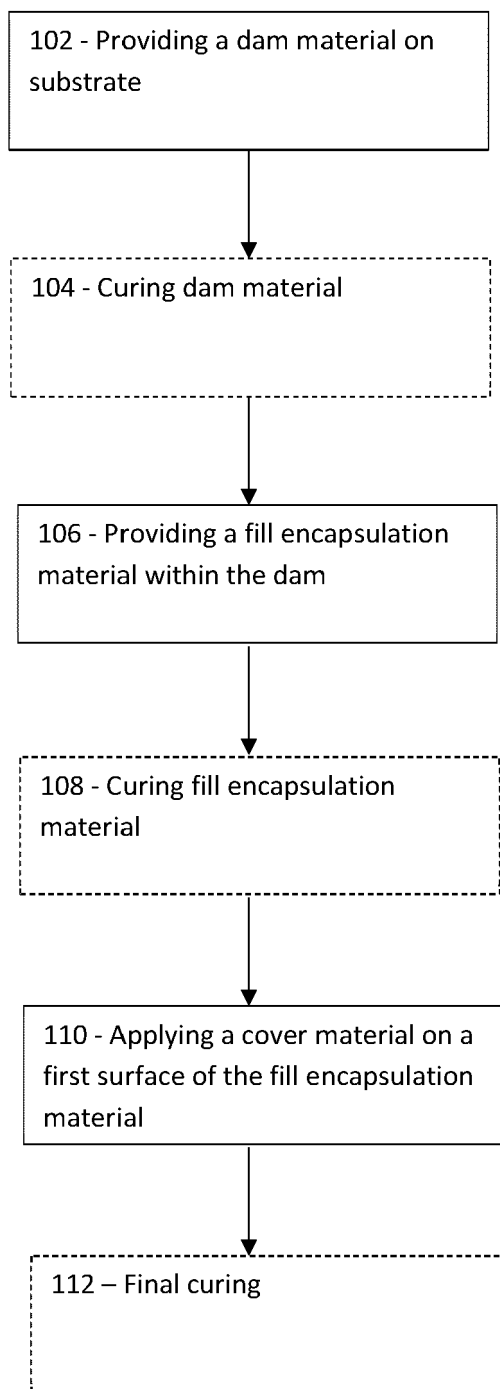 102 - Providing a dam material on
substrate
104 - Curing dam material
106 - Providing a fill encapsulation
material within the dam
108 - Curing fill encapsulation
material
110 - Applying a cover material on a
first surface of the fill encapsulation
material
112 – Final curing